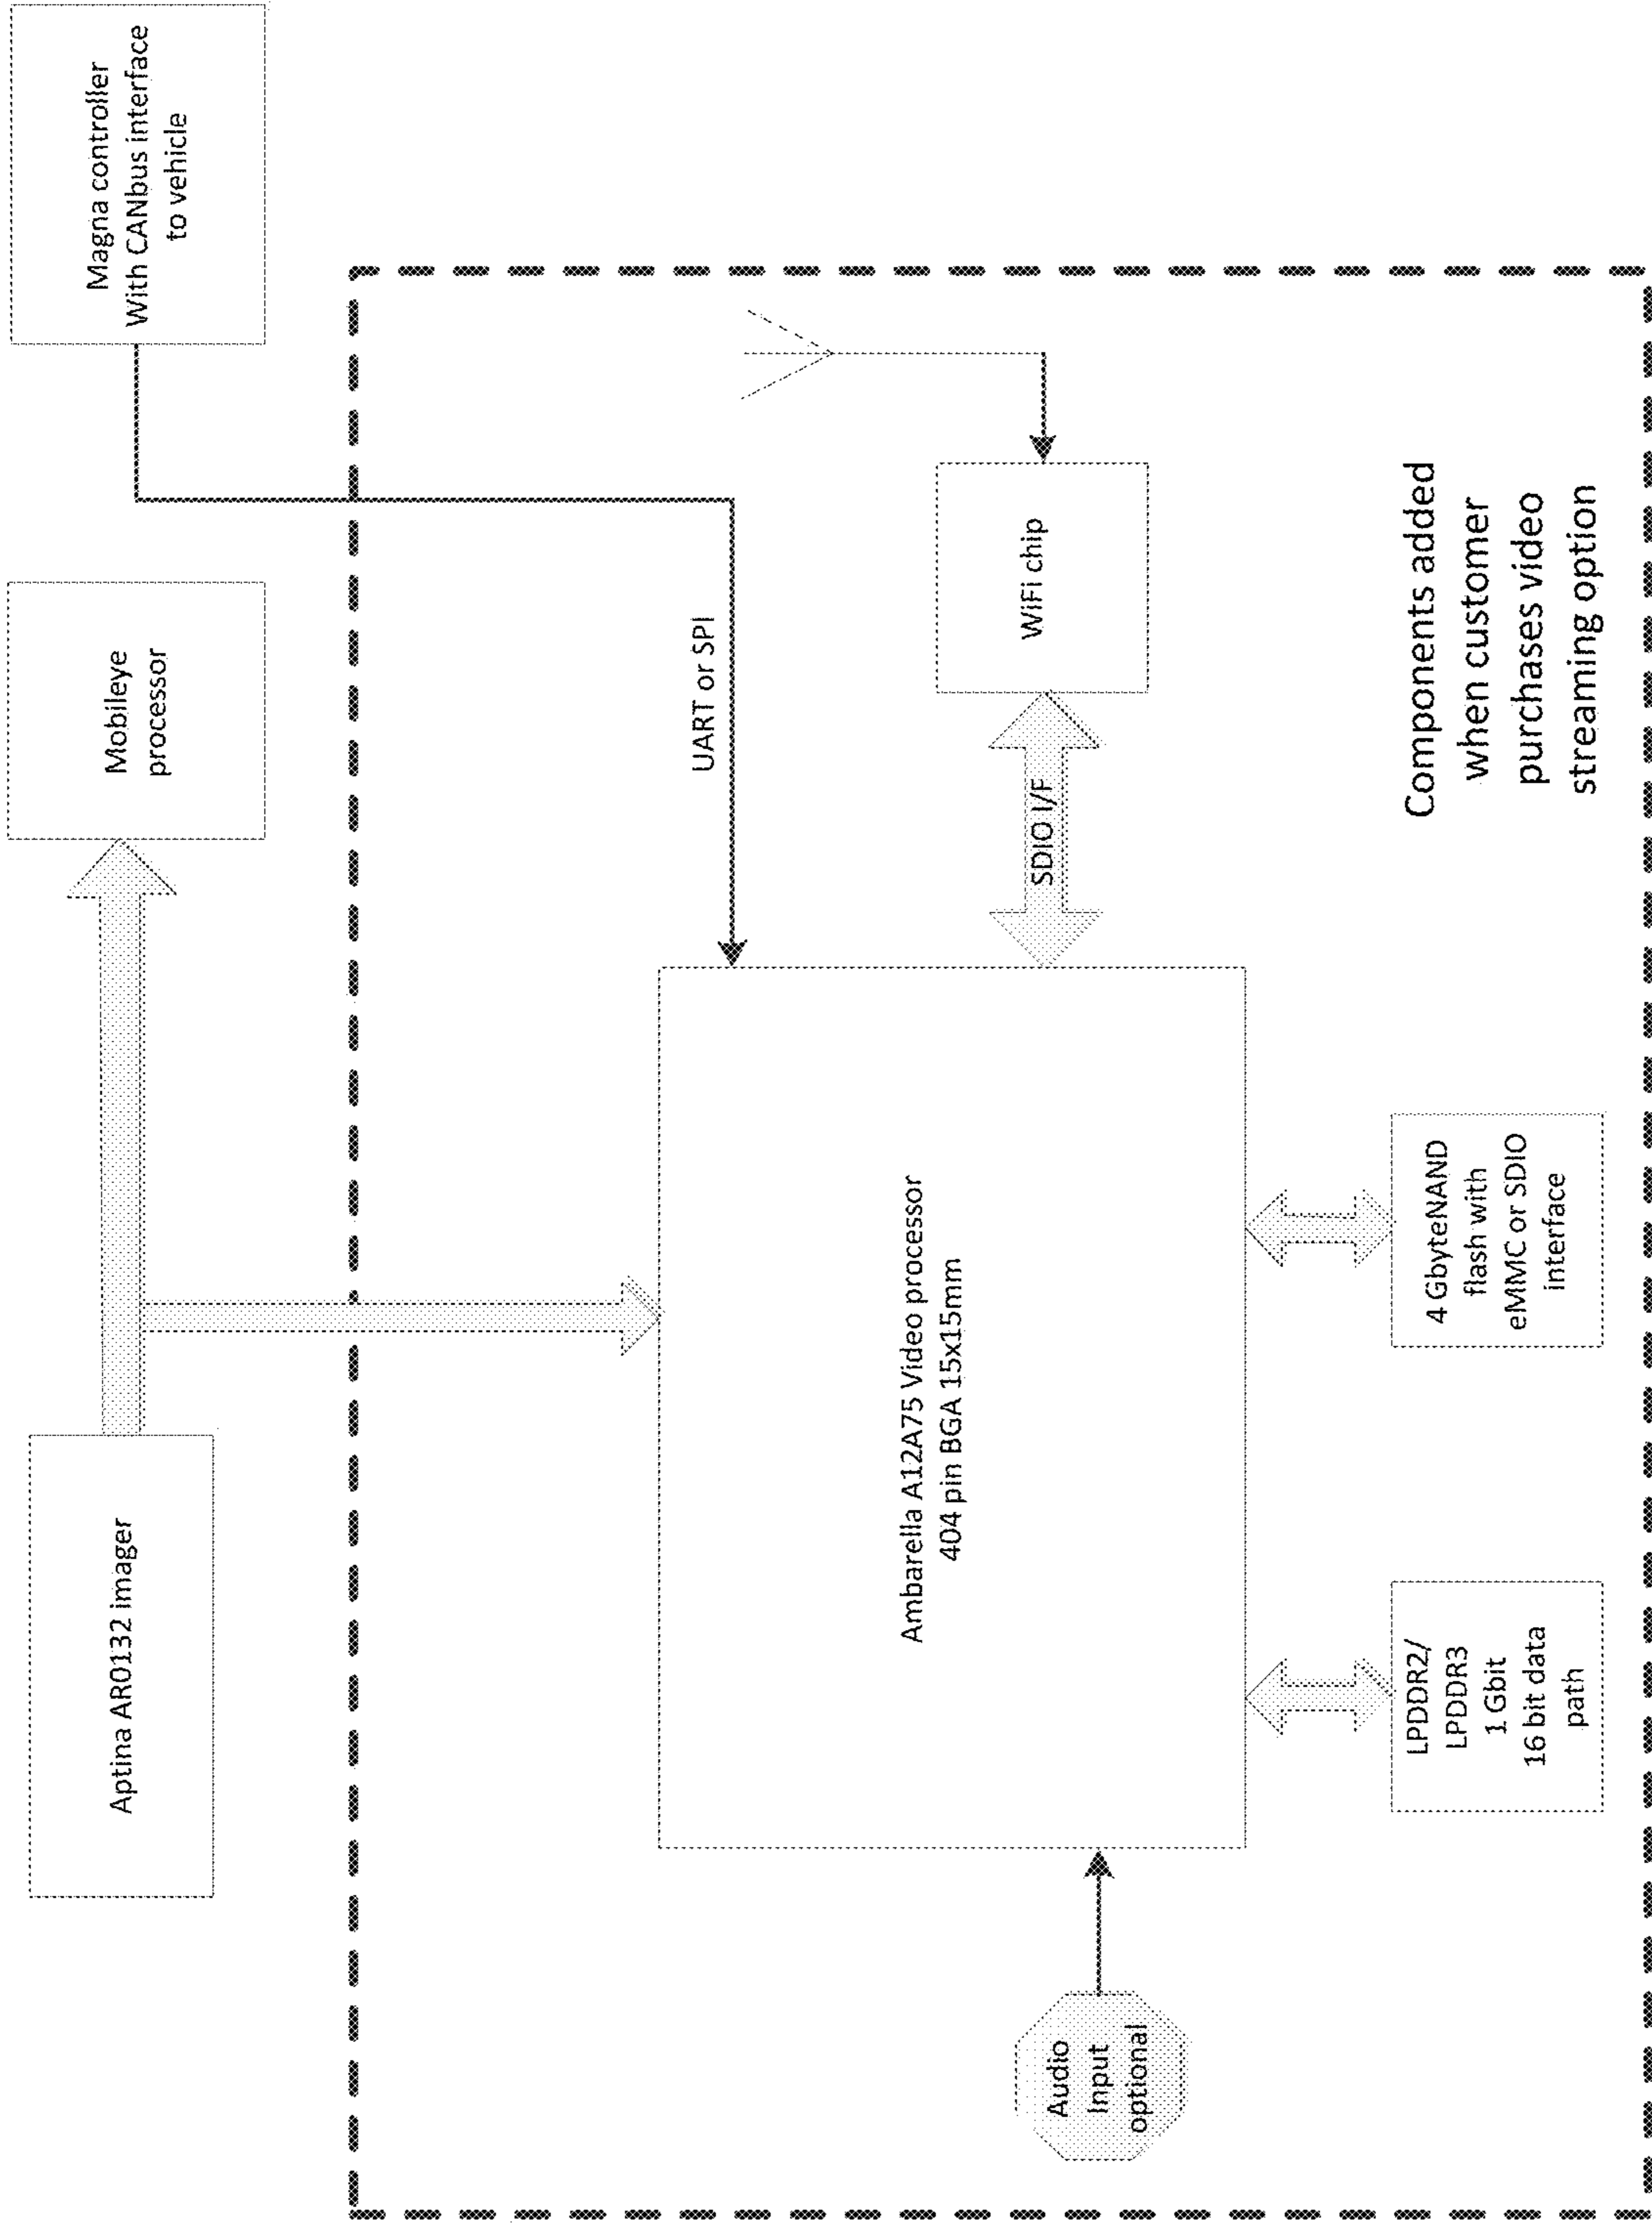 Aptina AR0132 imager
Mobileye
processor
Magna controller
With CANbus interface
to vehicle
UART or SPI
Ambarella A12A75 Video processor
404 pin BGA 15x15mm
SDIO I/F
WiFi chip
Audio
Input
optional
LPDDR2/
LPDDR3
1 Gbit
16 bit data
path
4 GbyteNAND
flash with
eMMC or SDIO
interface
Components added
when customer
purchases video
streaming option